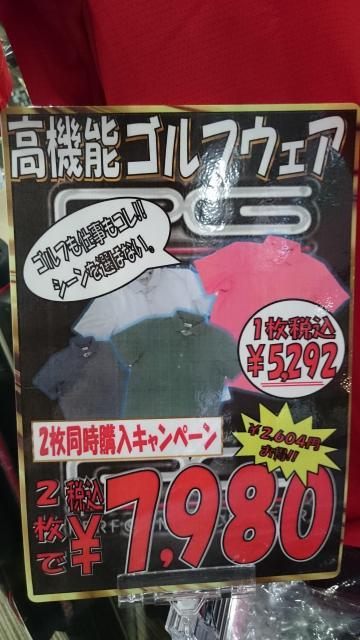 高機能ゴルフウェア
PG
ゴルフも仕事もコレ!!
シーンを選ばない。
1枚税込
¥5,292
2枚同時購入キャンペーン
¥2,604円
お得!!
2枚で
税込
¥7,980